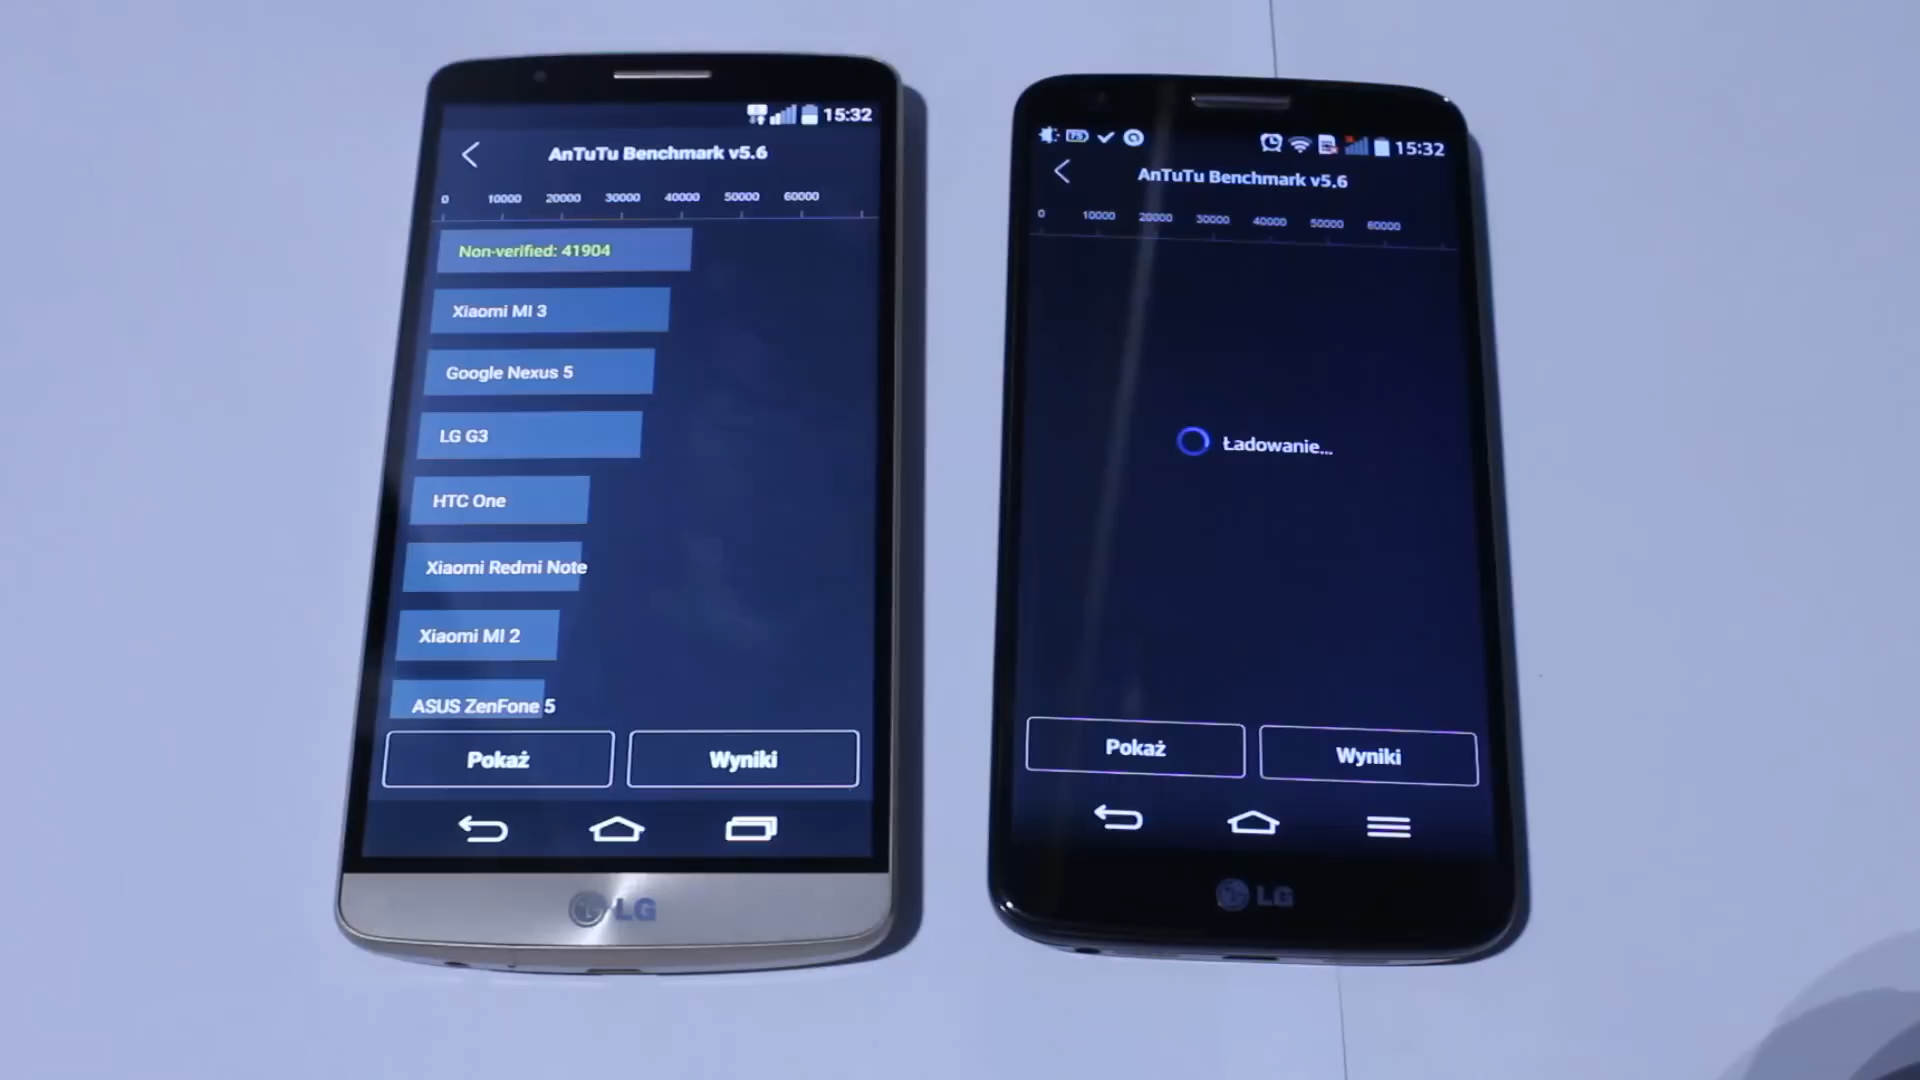 15:32
AnTuTu Benchmark v5.6
0 10000 20000 30000 40000 50000 60000
Non-verified: 41904
Xiaomi MI 3
Google Nexus 5
LG G3
HTC One
Xiaomi Redmi Note
Xiaomi MI 2
ASUS ZenFone 5
Pokaż Wyniki
LG
75 15:32
AnTuTu Benchmark v5.6
0 10000 20000 30000 40000 50000 60000
Ładowanie...
Pokaż Wyniki
LG